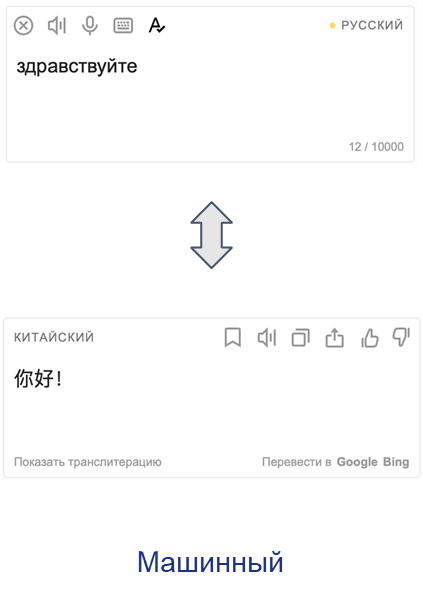 РУССКИЙ
здравствуйте
12 / 10000
КИТАЙСКИЙ
你好！
Показать транслитерацию Перевести в Google Bing
Машинный